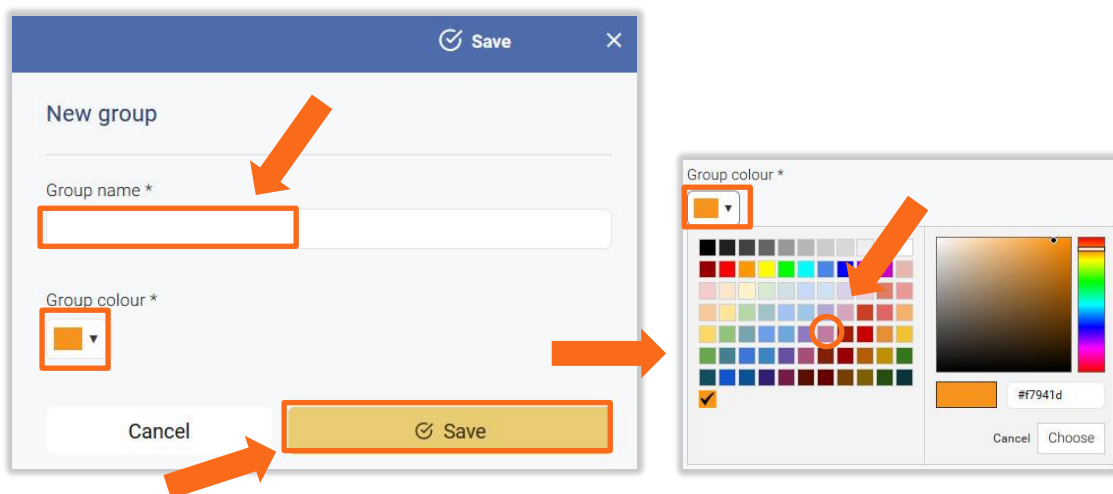 Save ×
New group
Group name *
Group colour *
Cancel
Save
Group colour *
#f7941d
Cancel
Choose